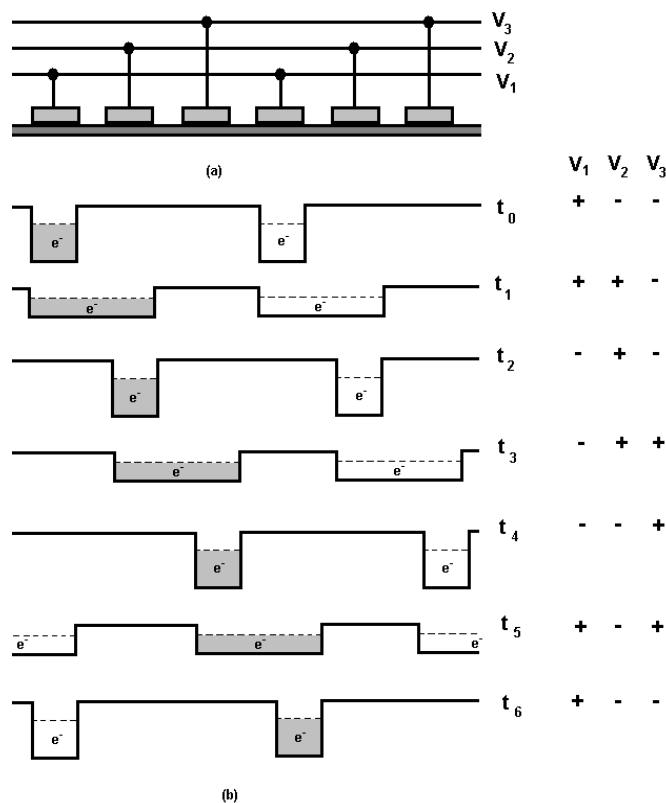 V3
V2
V1
(a)
V1 V2 V3
e- e- t0 + - -
e- e- t1 + + -
e- e- t2 - + -
e- e- t3 - + +
e- e- t4 - - +
e- e- e- t5 + - +
e- e- t6 + - -
(b)